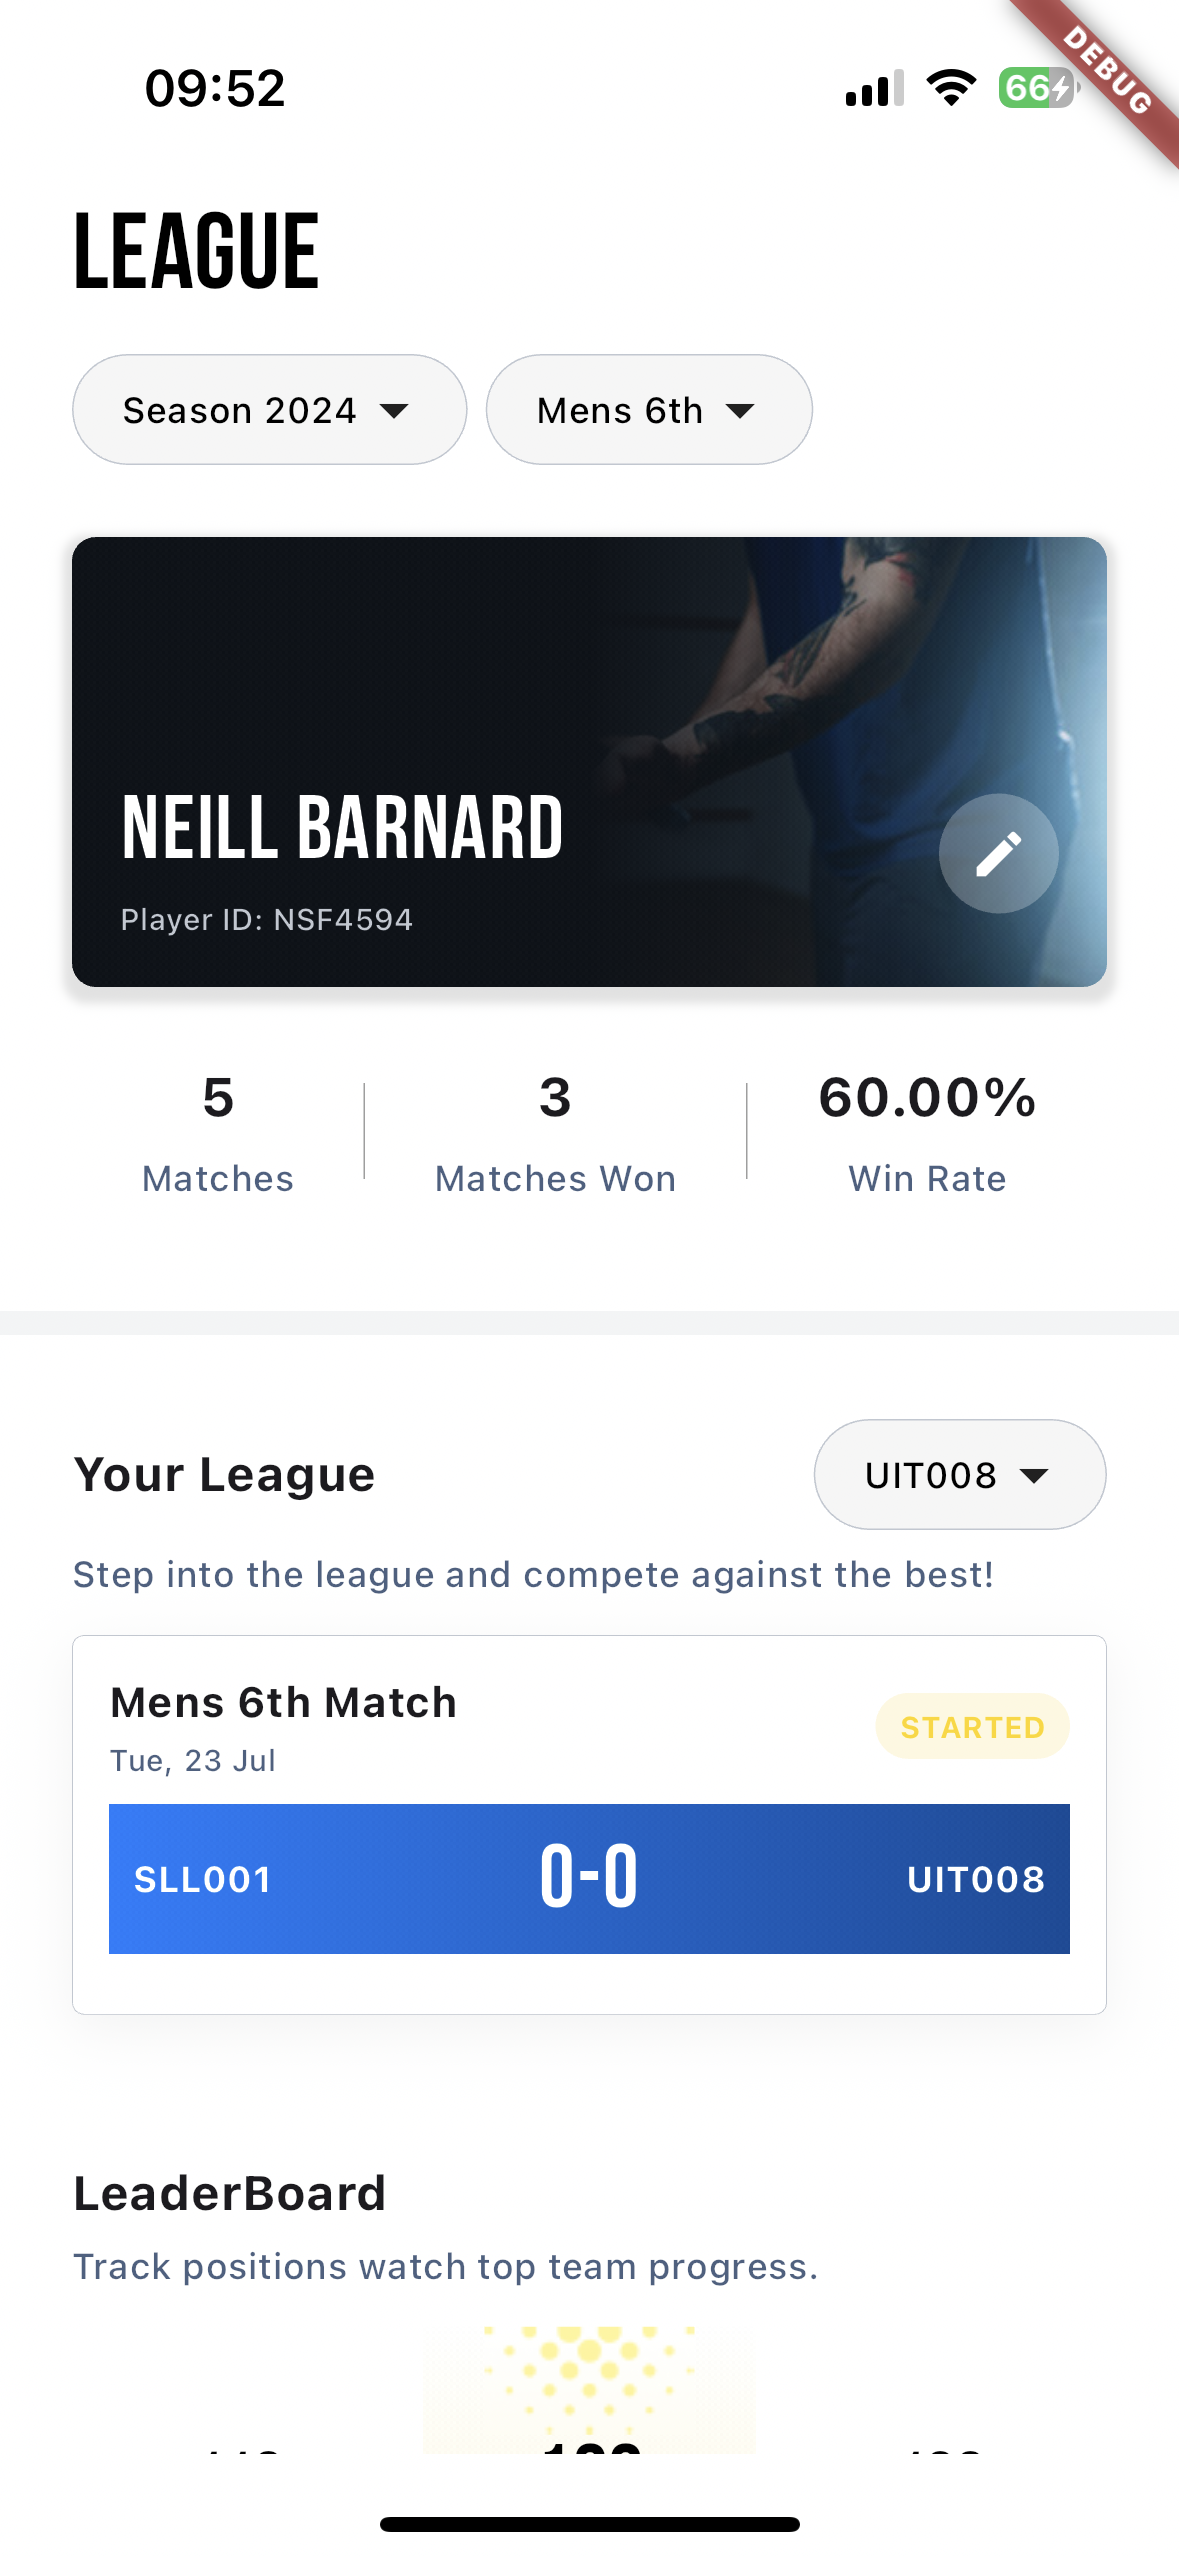 09:52
66
DEBUG
LEAGUE
Season 2024
Mens 6th
NEILL BARNARD
Player ID: NSF4594
5
3
60.00%
Matches
Matches Won
Win Rate
Your League
UIT008
Step into the league and compete against the best!
Mens 6th Match
STARTED
Tue, 23 Jul
SLL001
0-0
UIT008
LeaderBoard
Track positions watch top team progress.